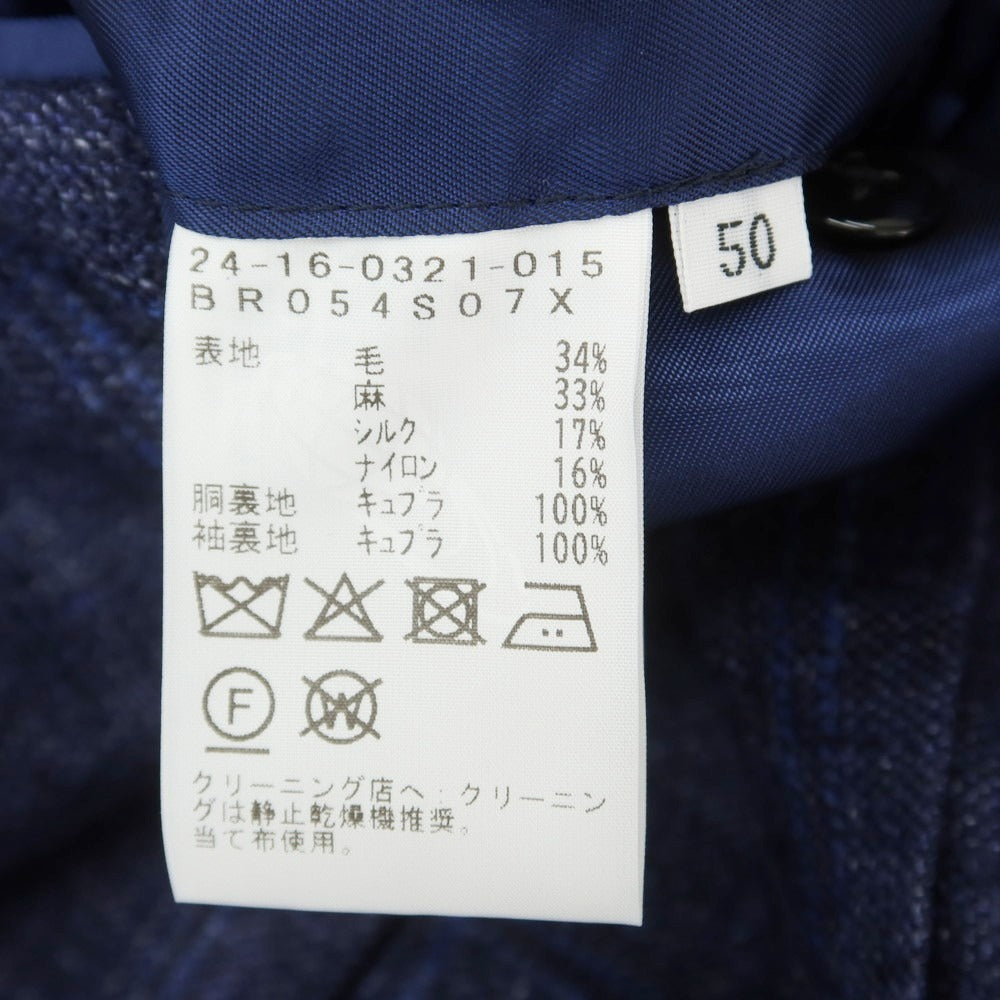 24-16-0321-015
BR054S07X
50
表地 毛 34%
麻 33%
シルク 17%
ナイロン 16%
胴裏地 キュプラ 100%
袖裏地 キュプラ 100%
F W
クリーニング店へ:クリーニン
グは静止乾燥機推奨。
当て布使用。